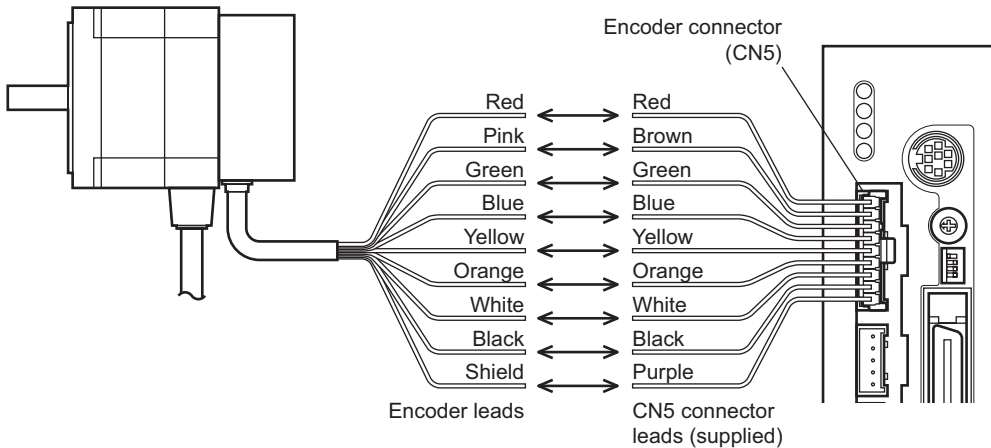 Encoder connector
(CN5)
Red Red
Pink Brown
Green Green
Blue Blue
Yellow Yellow
Orange Orange
White White
Black Black
Shield Purple
Encoder leads
CN5 connector
leads (supplied)